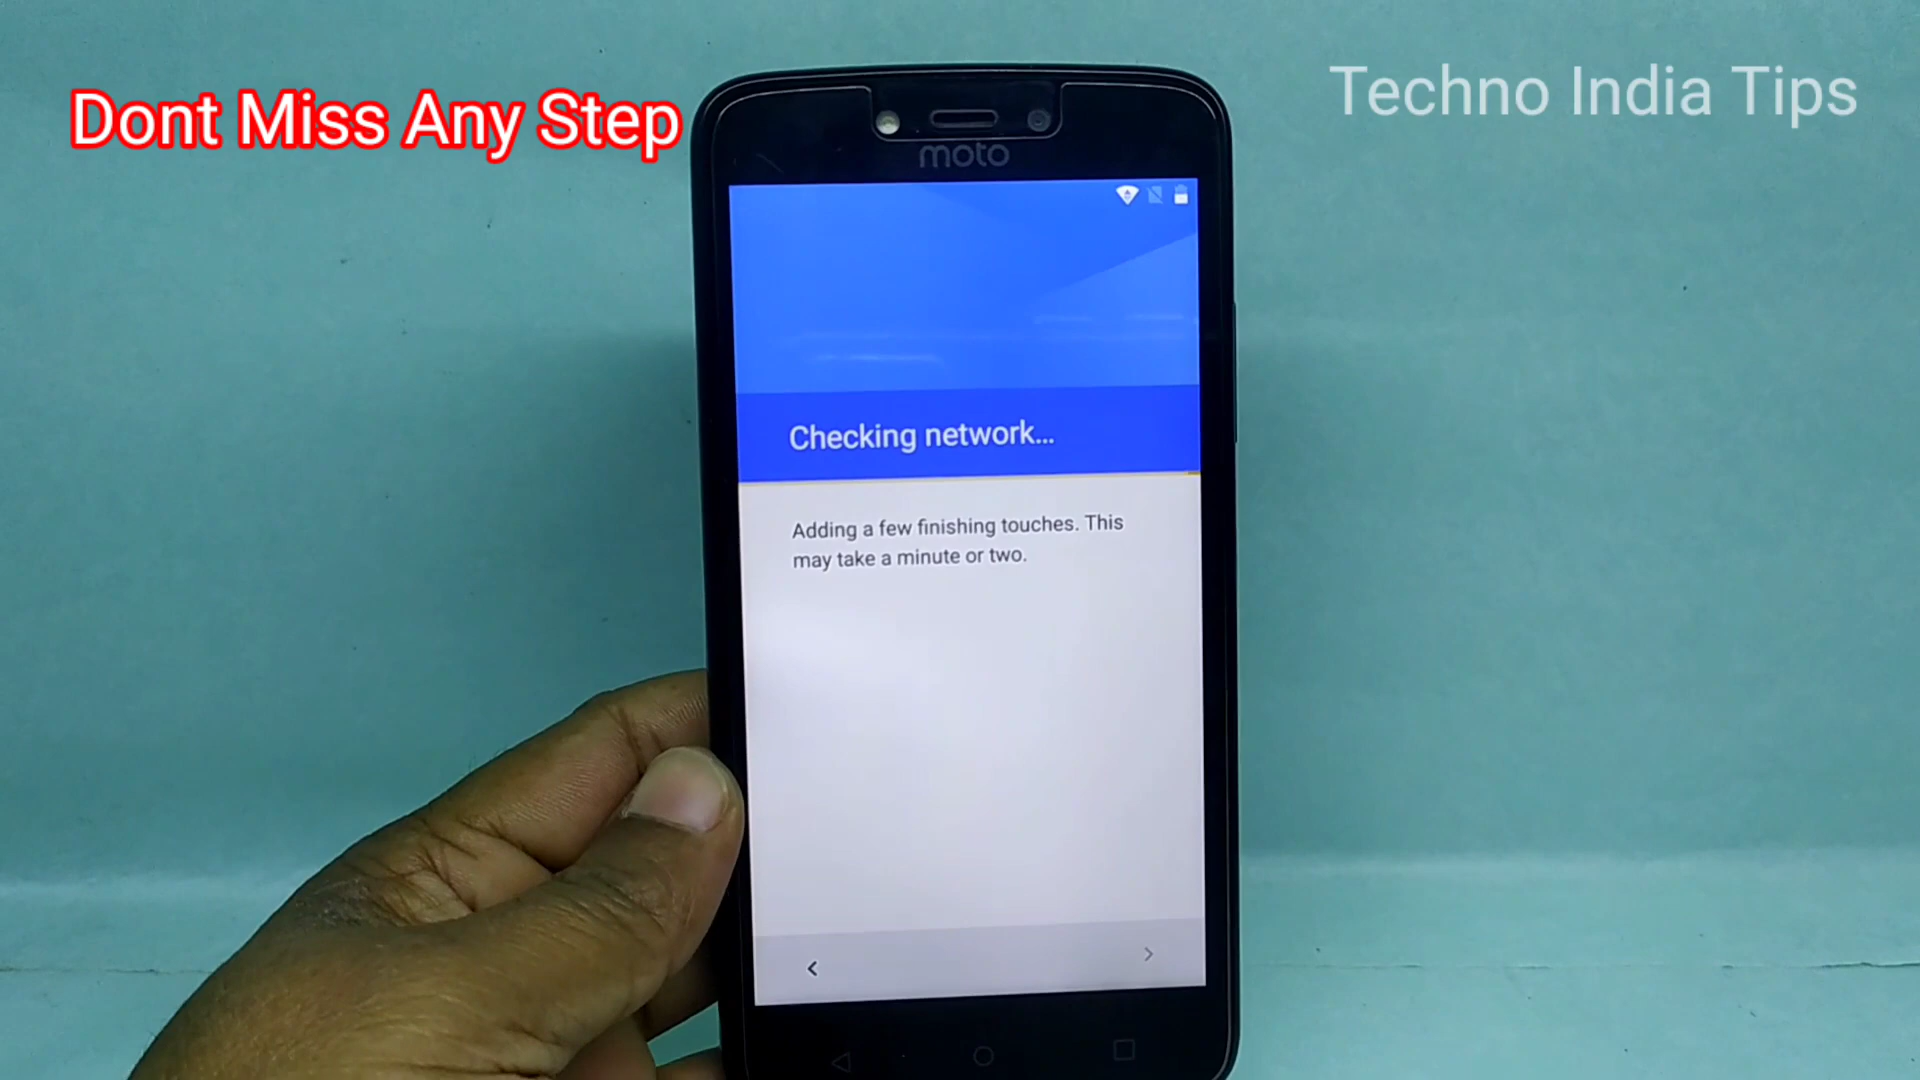 Dont Miss Any Step
Techno India Tips
moto
Checking network...
Adding a few finishing touches. This
may take a minute or two.